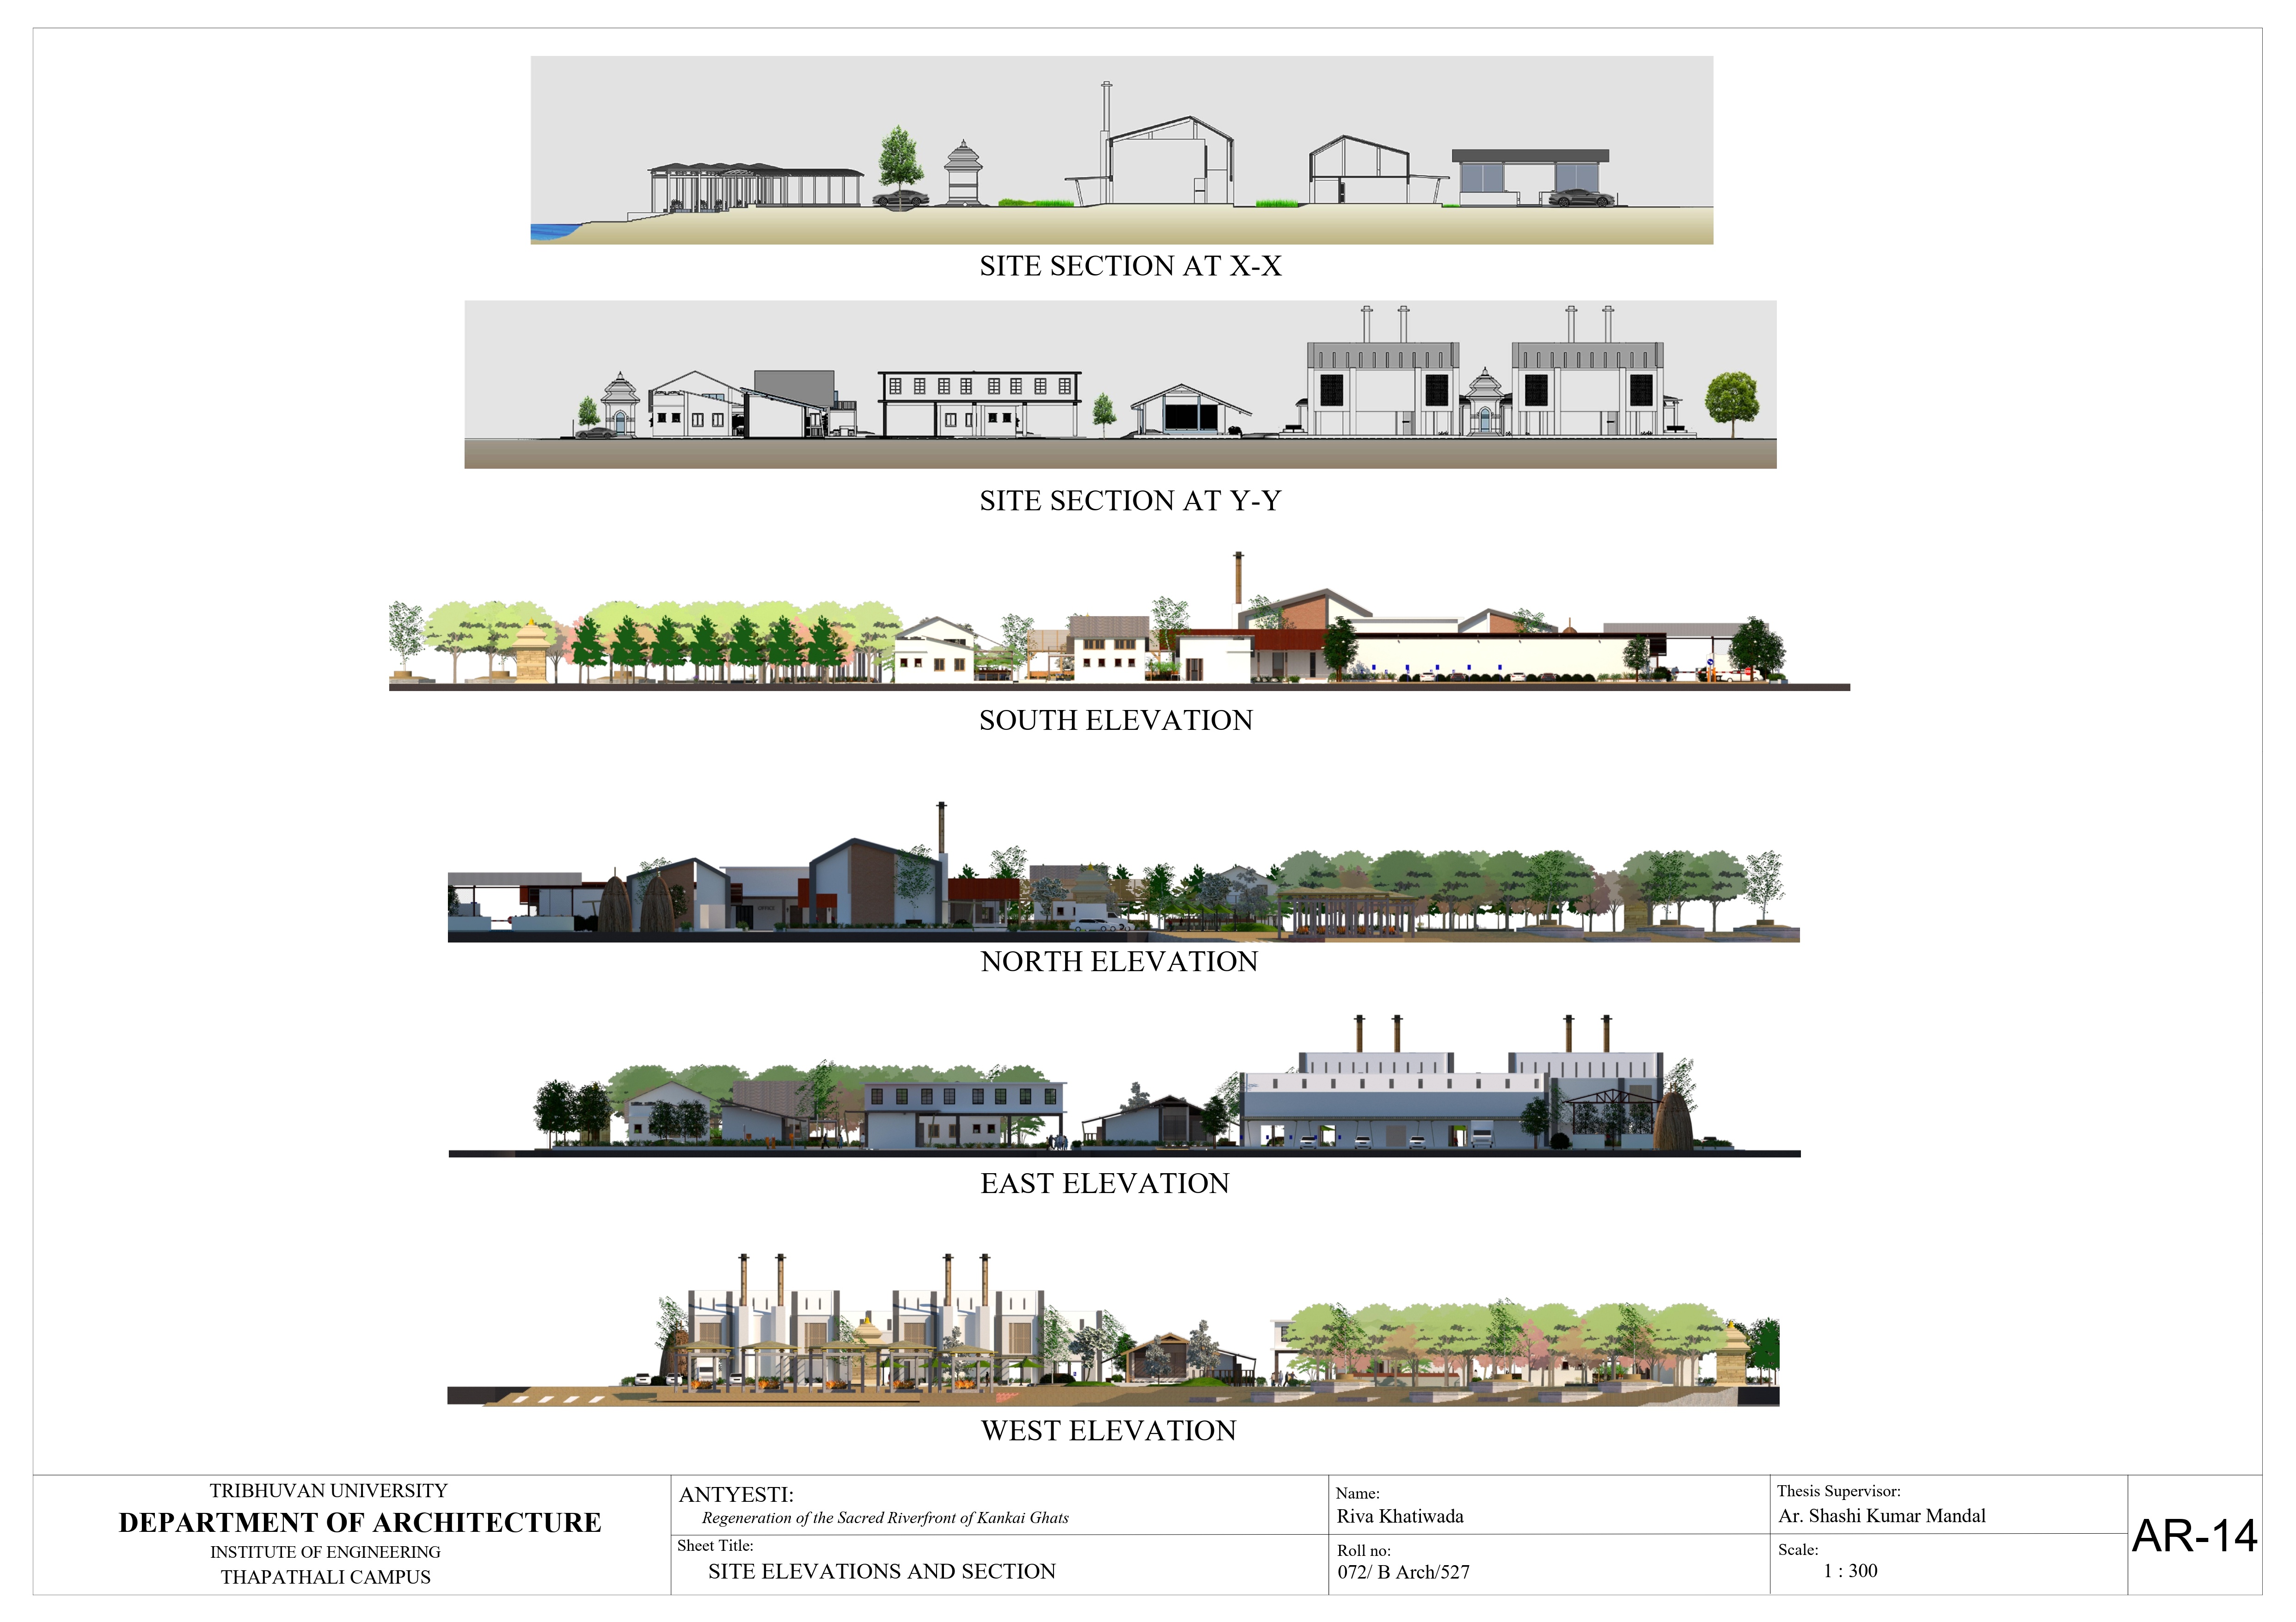 SITE SECTION AT X-X
SITE SECTION AT Y-Y
SOUTH ELEVATION
NORTH ELEVATION
EAST ELEVATION
WEST ELEVATION
TRIBHUVAN UNIVERSITY
DEPARTMENT OF ARCHITECTURE
INSTITUTE OF ENGINEERING
THAPATHALI CAMPUS
ANTYESTI:
Regeneration of the Sacred Riverfront of Kankai Ghats
Sheet Title:
SITE ELEVATIONS AND SECTION
Name:
Riva Khatiwada
Roll no:
072/ B Arch/527
Thesis Supervisor:
Ar. Shashi Kumar Mandal
Scale:
1 : 300
AR-14